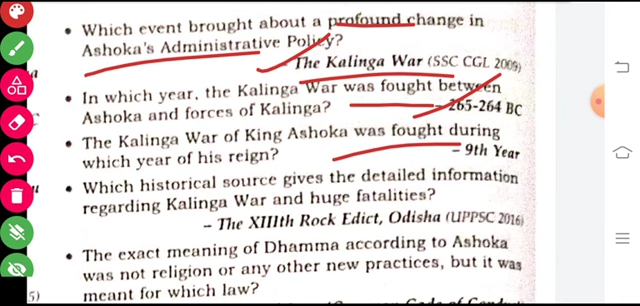 • Which event brought about a profound change in
Ashoka's Administrative Policy?
The Kalinga War (SSC CGL 2009)
• In which year, the Kalinga War was fought between
Ashoka and forces of Kalinga? – 265-264 BC
• The Kalinga War of King Ashoka was fought during
which year of his reign? – 9th Year
• Which historical source gives the detailed information
regarding Kalinga War and huge fatalities?
– The XIIIth Rock Edict, Odisha (UPPSC 2016)
• The exact meaning of Dhamma according to Ashoka
was not religion or any other new practices, but it was
5) meant for which law?